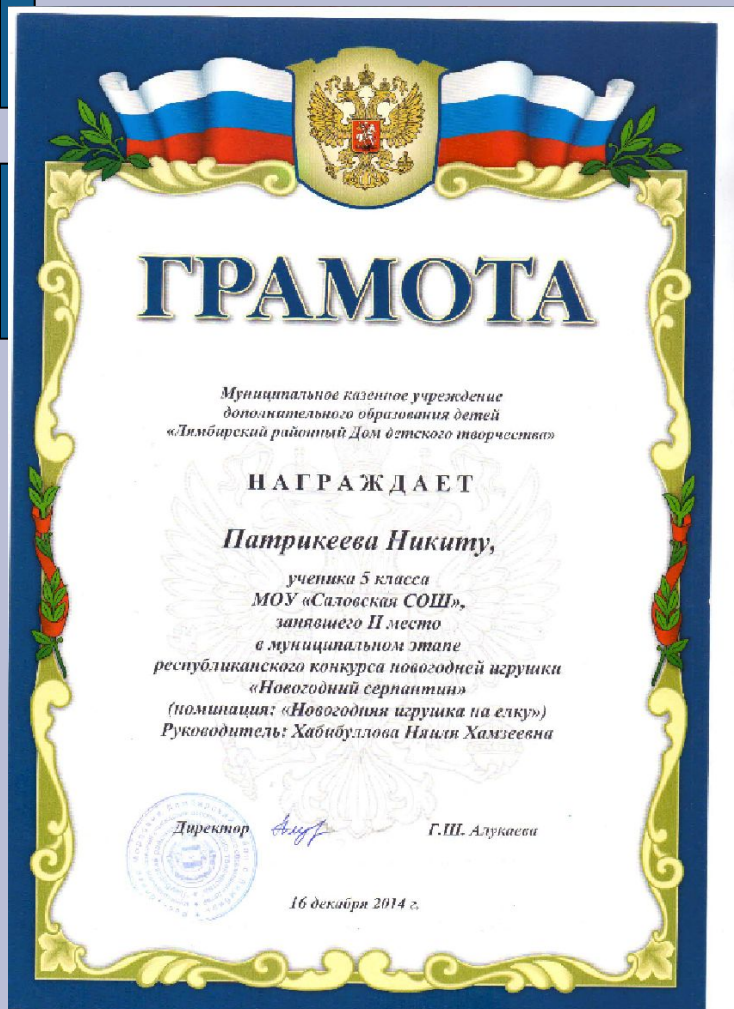 ГРАМОТА
Муниципальное казенное учреждение
дополнительного образования детей
«Лямбирский районный Дом детского творчества»
НАГРАЖДАЕТ
Патрикеева Никиту,
ученика 5 класса
МОУ «Саловская СОШ»,
занявшего II место
в муниципальном этапе
республиканского конкурса новогодней игрушки
«Новогодний серпантин»
(номинация: «Новогодняя игрушка на елку»)
Руководитель: Хабибуллова Няиля Хамзеевна
Директор Г.Ш. Алукаева
16 декабря 2014 г.